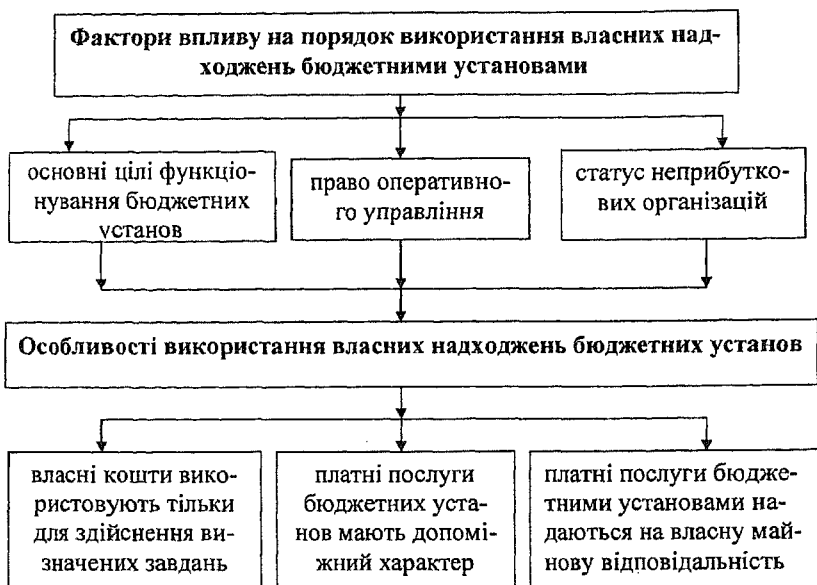 Фактори впливу на порядок використання власних над-
ходжень бюджетними установами
основні цілі функціо-
нування бюджетних
установ
право оперативно-
го управління
статус неприбутко-
вих організацій
Особливості використання власних надходжень бюджетних установ
власні кошти вико-
ристовують тільки
для здійснення ви-
значених завдань
платні послуги
бюджетних уста-
нов мають допомі-
жний характер
платні послуги бюдже-
тними установами на-
даються на власну май-
нову відповідальність